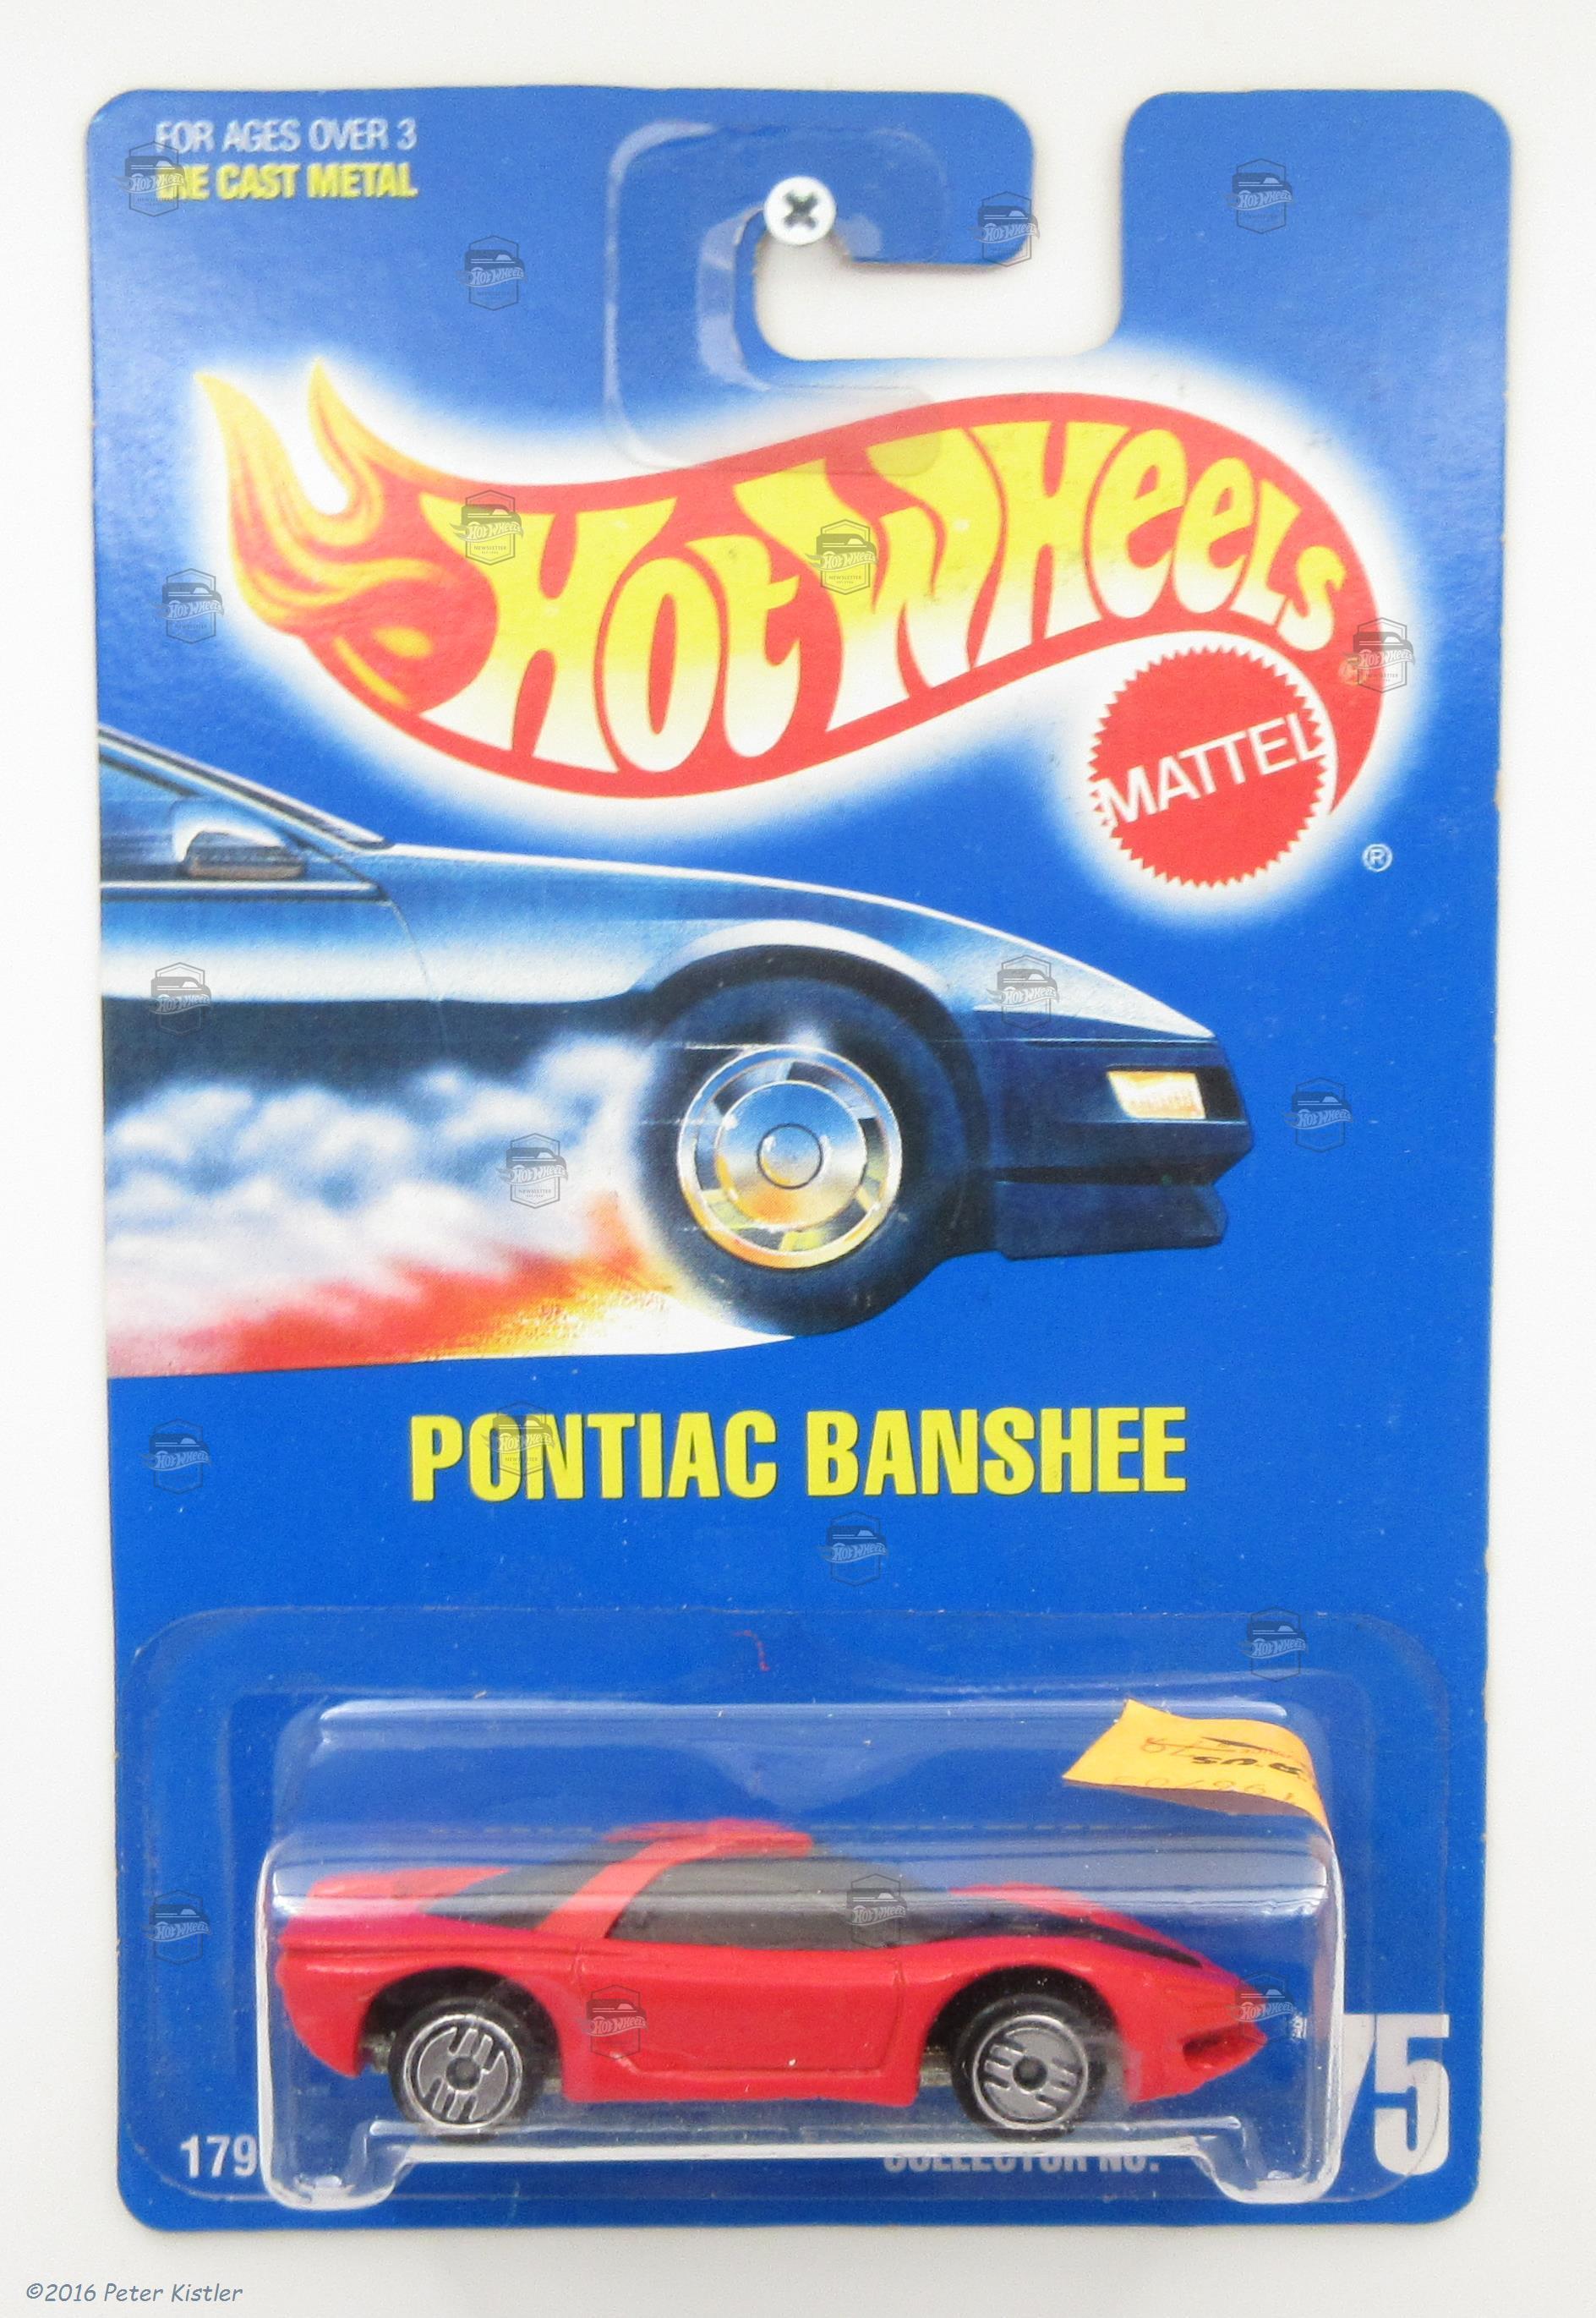 FOR AGES OVER 3
DIE CAST METAL
Hot Wheels
MATTEL
®
PONTIAC BANSHEE
179
COLLECTOR NO.
75
©2016 Peter Kistler